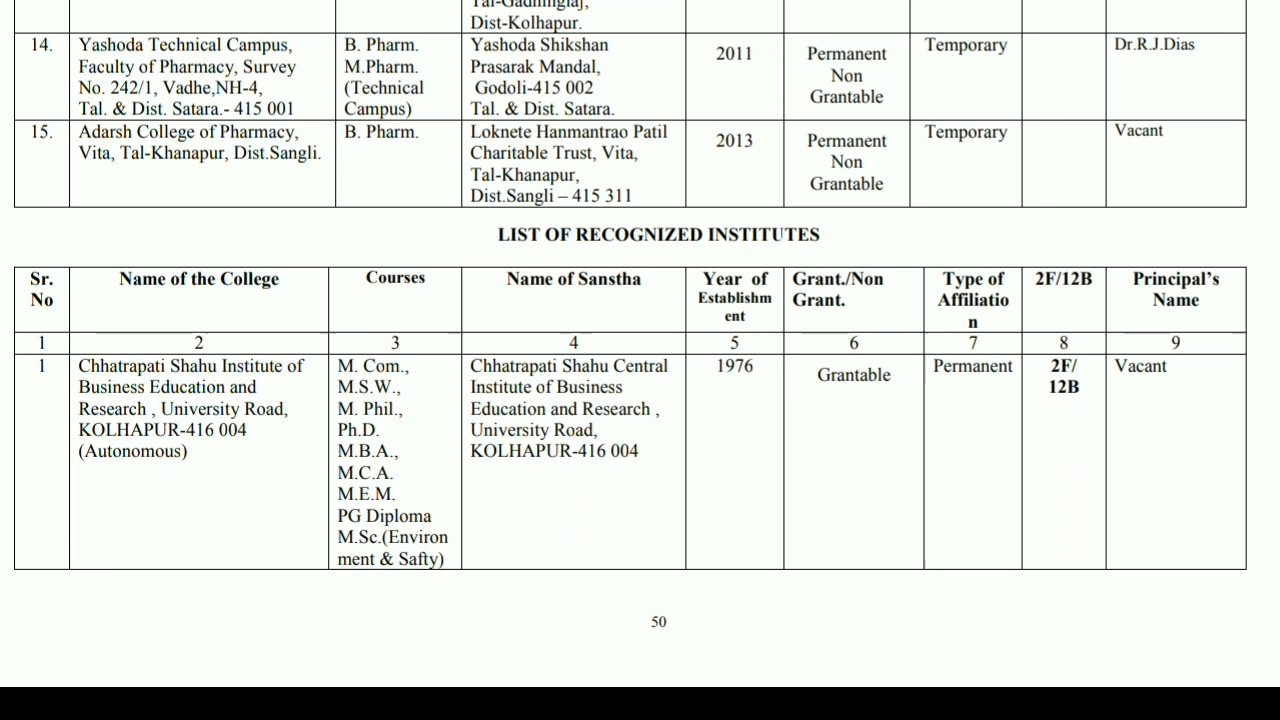 Tal-Gadhinglaj,
Dist-Kolhapur.
14. Yashoda Technical Campus, B. Pharm. Yashoda Shikshan 2011 Permanent Temporary Dr.R.J.Dias
Faculty of Pharmacy, Survey M.Pharm. Prasarak Mandal, Non
No. 242/1, Vadhe,NH-4, (Technical Godoli-415 002 Grantable
Tal. & Dist. Satara.- 415 001 Campus) Tal. & Dist. Satara.
15. Adarsh College of Pharmacy, B. Pharm. Loknete Hanmantrao Patil 2013 Permanent Temporary Vacant
Vita, Tal-Khanapur, Dist.Sangli. Charitable Trust, Vita, Non
Tal-Khanapur, Grantable
Dist.Sangli – 415 311
LIST OF RECOGNIZED INSTITUTES
Sr. Name of the College Courses Name of Sanstha Year of Grant./Non Type of 2F/12B Principal's
No Establishm Grant. Affiliatio Name
ent n
1 2 3 4 5 6 7 8 9
1 Chhatrapati Shahu Institute of M. Com., Chhatrapati Shahu Central 1976 Grantable Permanent 2F/ Vacant
Business Education and M.S.W., Institute of Business 12B
Research , University Road, M. Phil., Education and Research ,
KOLHAPUR-416 004 Ph.D. University Road,
(Autonomous) M.B.A., KOLHAPUR-416 004
M.C.A.
M.E.M.
PG Diploma
M.Sc.(Environ
ment & Safty)
50